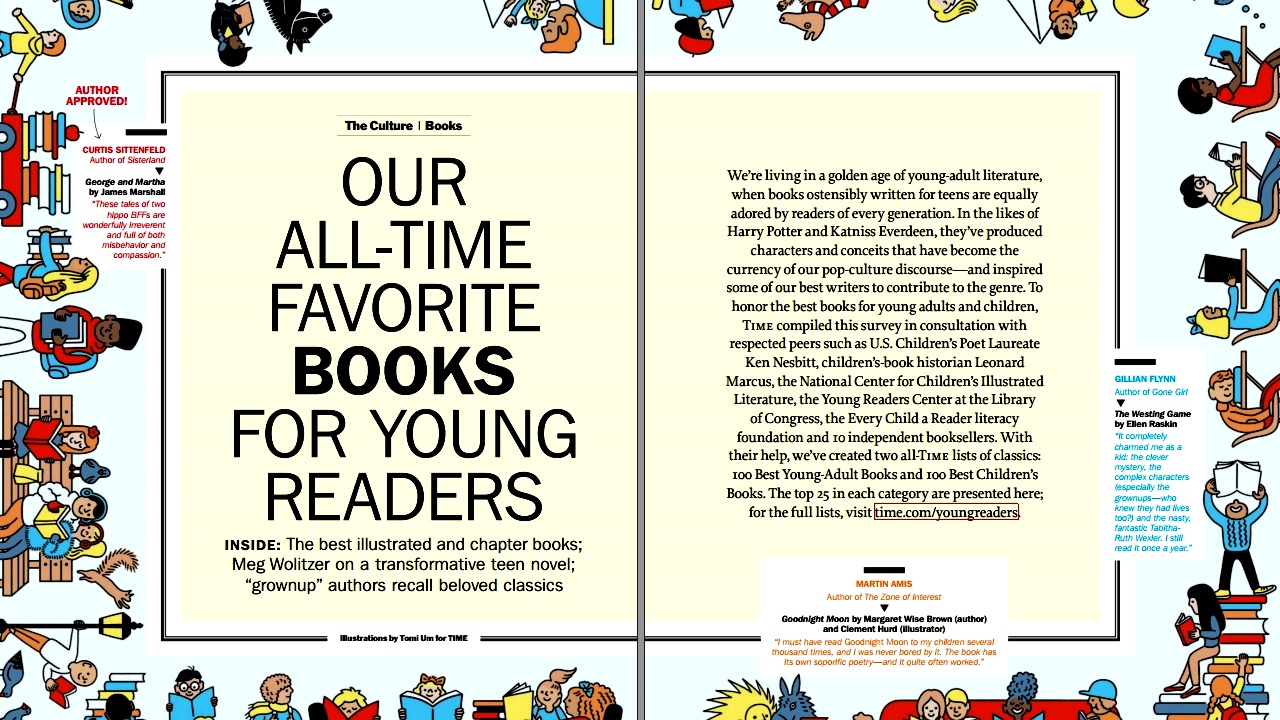 AUTHOR
APPROVED!
CURTIS SITTENFELD
Author of Sisterland
George and Martha
by James Marshall
“These tales of two
hippo BFFs are
wonderfully irreverent
and full of both
misbehavior and
compassion.”
The Culture | Books
OUR
ALL-TIME
FAVORITE
BOOKS
FOR YOUNG
READERS
INSIDE: The best illustrated and chapter books;
Meg Wolitzer on a transformative teen novel;
“grownup” authors recall beloved classics
Illustrations by Tomi Um for TIME
We’re living in a golden age of young-adult literature,
when books ostensibly written for teens are equally
adored by readers of every generation. In the likes of
Harry Potter and Katniss Everdeen, they’ve produced
characters and conceits that have become the
currency of our pop-culture discourse—and inspired
some of our best writers to contribute to the genre. To
honor the best books for young adults and children,
TIME compiled this survey in consultation with
respected peers such as U.S. Children’s Poet Laureate
Ken Nesbitt, children’s-book historian Leonard
Marcus, the National Center for Children’s Illustrated
Literature, the Young Readers Center at the Library
of Congress, the Every Child a Reader literacy
foundation and 10 independent booksellers. With
their help, we’ve created two all-TIME lists of classics:
100 Best Young-Adult Books and 100 Best Children’s
Books. The top 25 in each category are presented here;
for the full lists, visit time.com/youngreaders.
GILLIAN FLYNN
Author of Gone Girl
The Westing Game
by Ellen Raskin
“It completely
charmed me as a
kid: the clever
mystery, the
complex characters
(especially the
grownups—who
knew they had lives
too?) and the nasty,
fantastic Tabitha-
Ruth Wexler. I still
read it once a year.”
MARTIN AMIS
Author of The Zone of Interest
Goodnight Moon by Margaret Wise Brown (author)
and Clement Hurd (illustrator)
“I must have read Goodnight Moon to my children several
thousand times, and I was never bored by it. The book has
its own soporific poetry—and it quite often worked.”